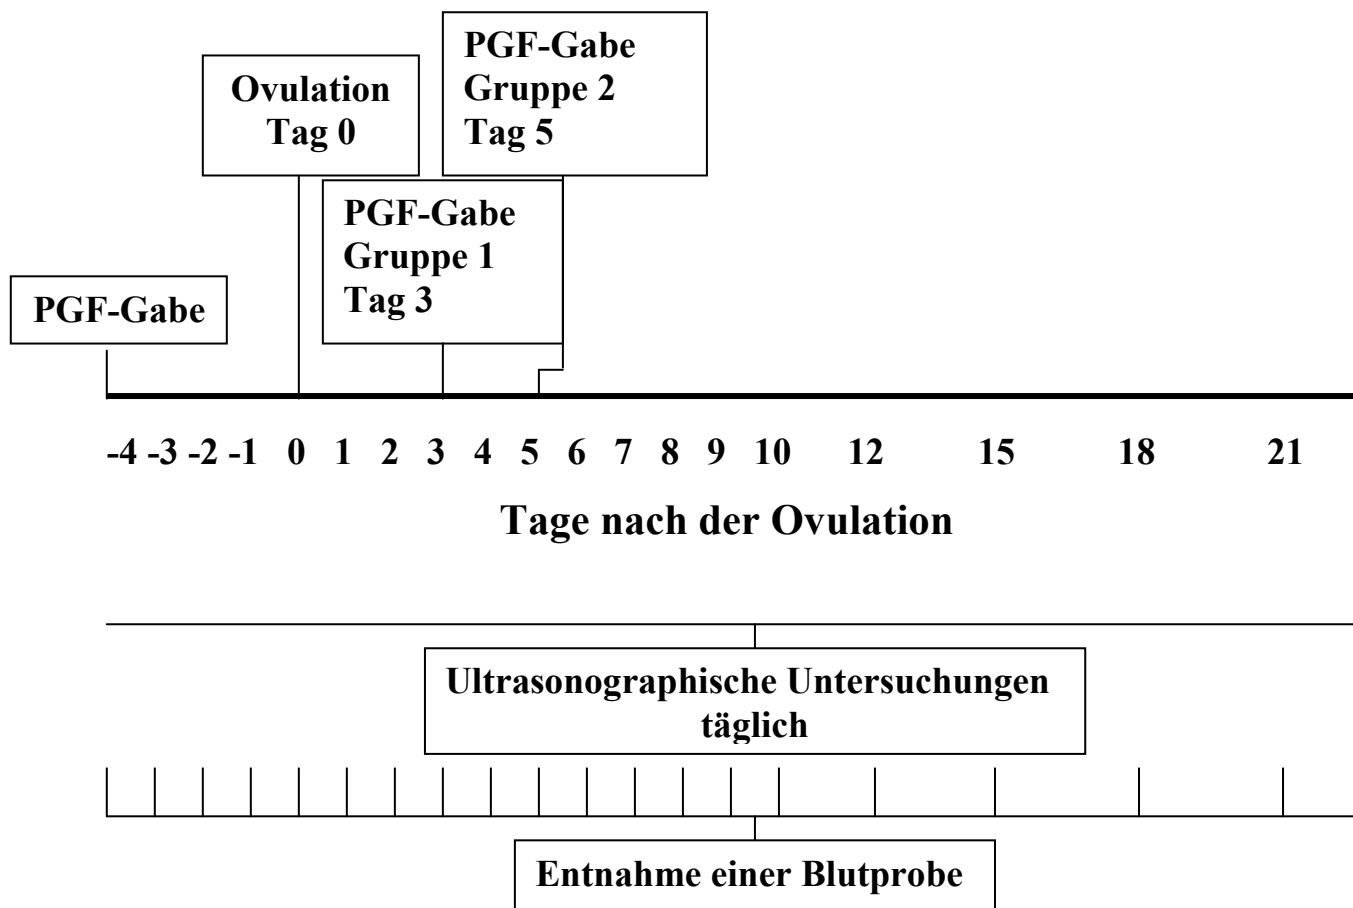 PGF-Gabe
Gruppe 2
Tag 5
Ovulation
Tag 0
PGF-Gabe
Gruppe 1
Tag 3
PGF-Gabe
-4 -3 -2 -1 0 1 2 3 4 5 6 7 8 9 10 12 15 18 21
Tage nach der Ovulation
Ultrasonographische Untersuchungen
täglich
Entnahme einer Blutprobe